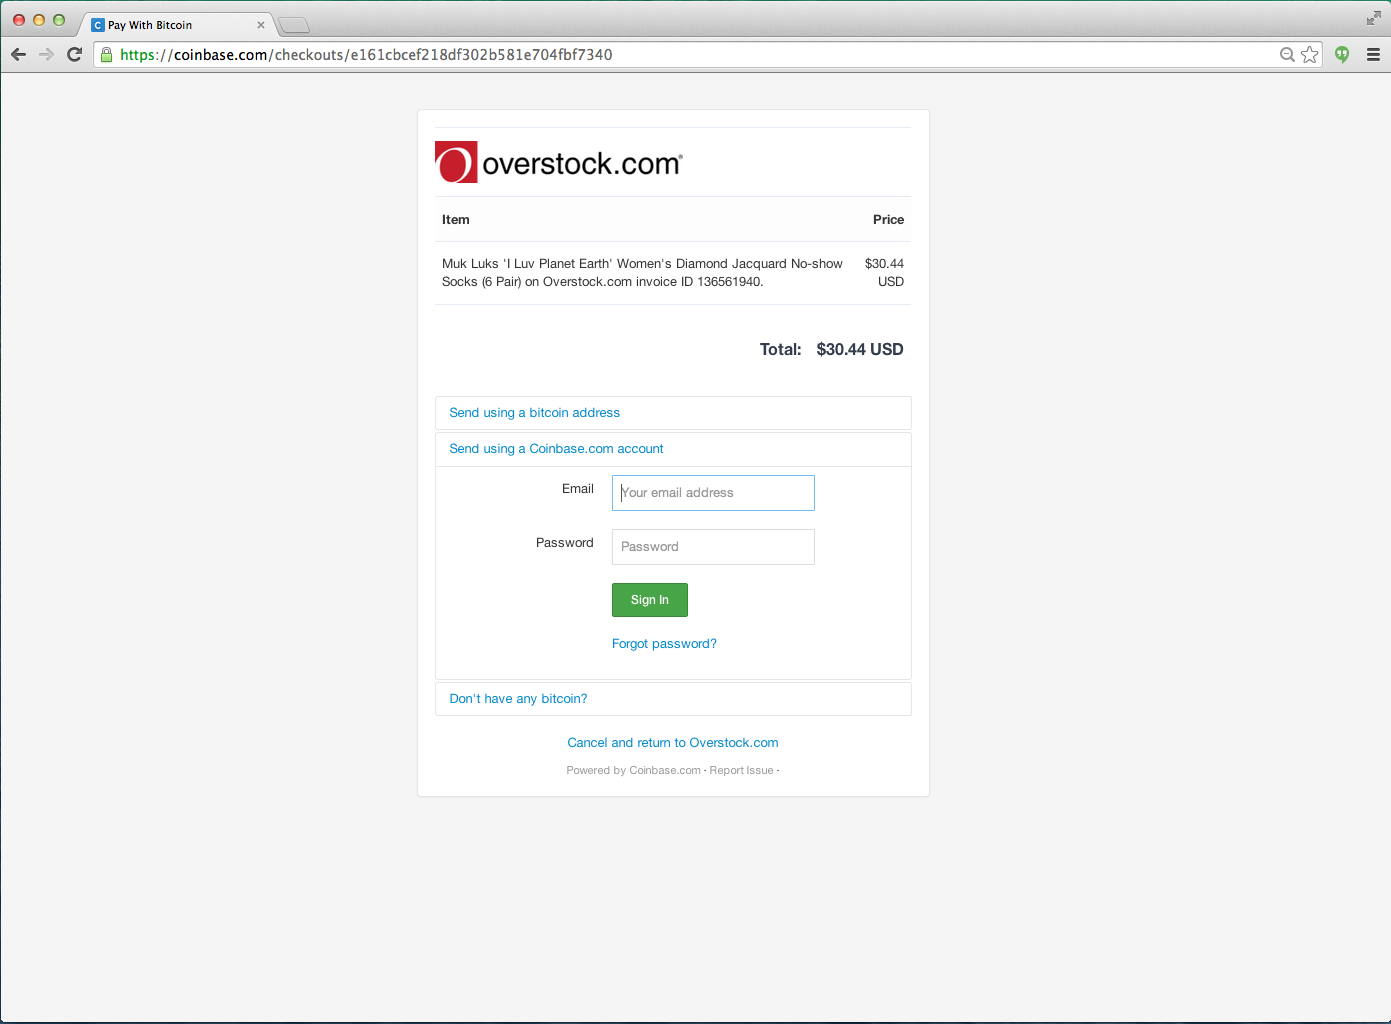 Pay With Bitcoin
https://coinbase.com/checkouts/e161cbcef218df302b581e704fbf7340
overstock.com®
Item Price
Muk Luks 'I Luv Planet Earth' Women's Diamond Jacquard No-show $30.44
Socks (6 Pair) on Overstock.com invoice ID 136561940. USD
Total: $30.44 USD
Send using a bitcoin address
Send using a Coinbase.com account
Email Your email address
Password Password
Sign In
Forgot password?
Don't have any bitcoin?
Cancel and return to Overstock.com
Powered by Coinbase.com · Report Issue ·